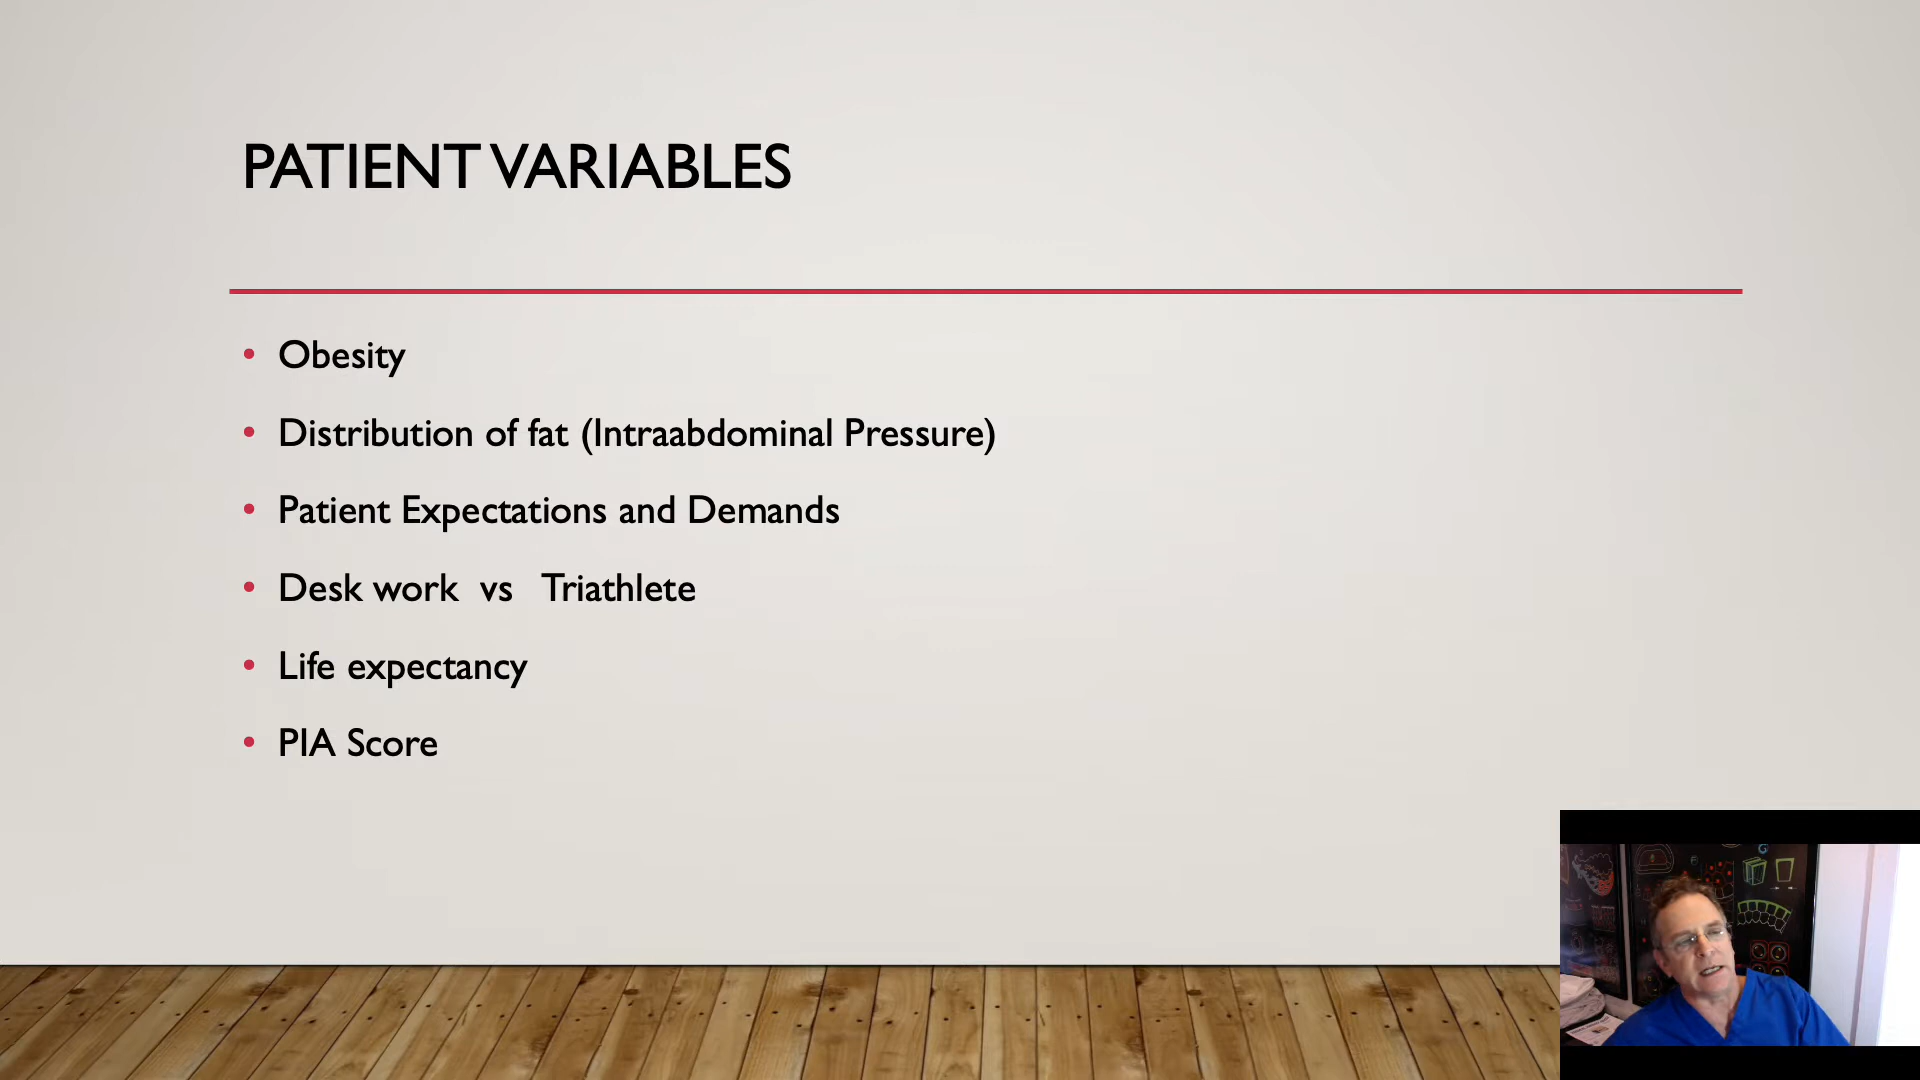 PATIENT VARIABLES
• Obesity
• Distribution of fat (Intraabdominal Pressure)
• Patient Expectations and Demands
• Desk work vs Triathlete
• Life expectancy
• PIA Score